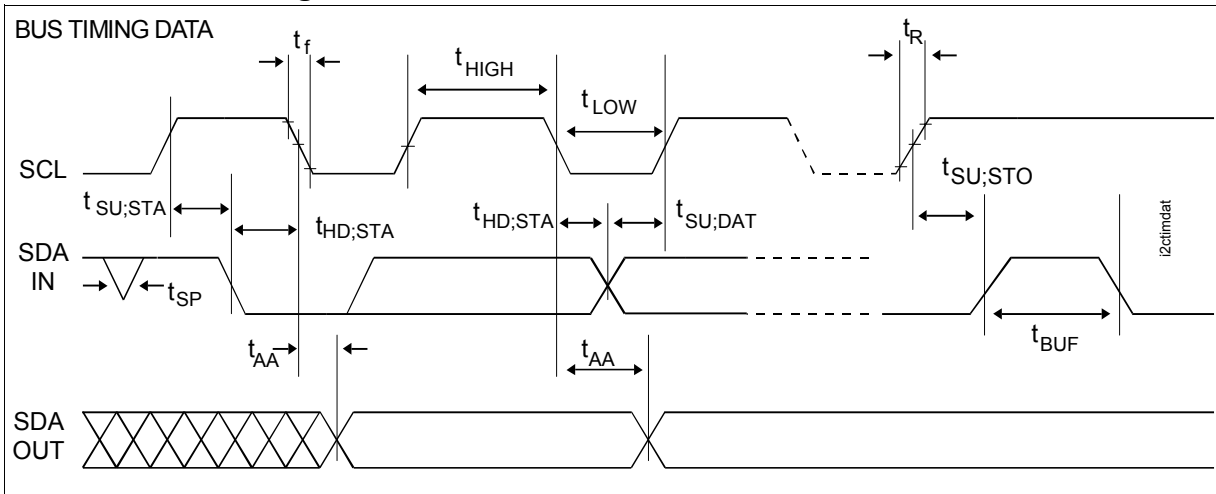 BUS TIMING DATA
tf
tR
tHIGH
tLOW
SCL
tSU;STO
tSU;STA
tHD;STA
tHD;STA
tSU;DAT
i2ctimdat
SDA
IN
tSP
tBUF
tAA
tAA
SDA
OUT